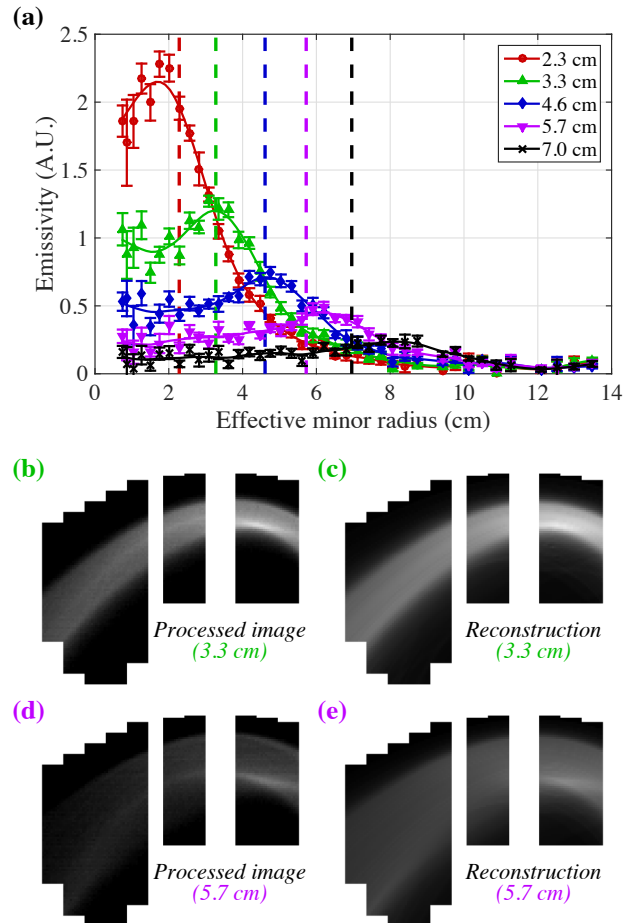 (a)
2.5
2
1.5
1
0.5
0
Emissivity (A.U.)
2.3 cm
3.3 cm
4.6 cm
5.7 cm
7.0 cm
0 2 4 6 8 10 12 14
Effective minor radius (cm)
(b)
(c)
Processed image
(3.3 cm)
Reconstruction
(3.3 cm)
(d)
(e)
Processed image
(5.7 cm)
Reconstruction
(5.7 cm)